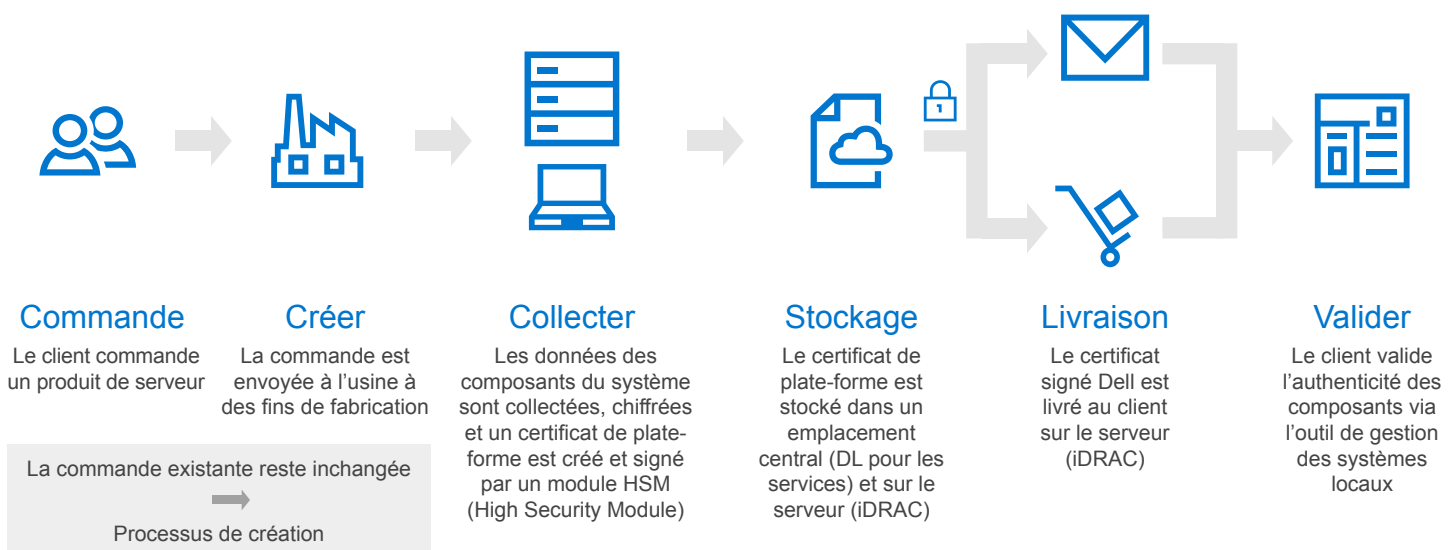 1
Commande
Le client commande
un produit de serveur
Créer
La commande est
envoyée à l’usine à
des fins de fabrication
La commande existante reste inchangée
Processus de création
Collecter
Les données des
composants du système
sont collectées, chiffrées
et un certificat de plate-
forme est créé et signé
par un module HSM
(High Security Module)
Stockage
Le certificat de
plate-forme est
stocké dans un
emplacement
central (DL pour les
services) et sur le
serveur (iDRAC)
Livraison
Le certificat
signé Dell est
livré au client
sur le serveur
(iDRAC)
Valider
Le client valide
l’authenticité des
composants via
l’outil de gestion
des systèmes
locaux